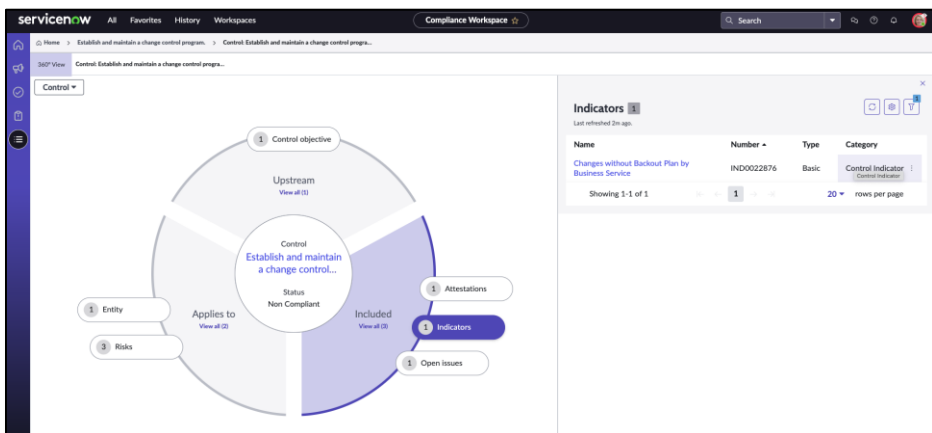 servicenow All Favorites History Workspaces Compliance Workspace ☆ Search
Home > Establish and maintain a change control program. > Control: Establish and maintain a change control progra...
360° View Control: Establish and maintain a change control progra...
Control
1 Control objective
Upstream
View all (1)
Control
Establish and maintain
a change control...
Status
Non Compliant
Applies to
View all (2)
1 Entity
3 Risks
Included
View all (3)
1 Attestations
1 Indicators
1 Open issues
Indicators 1
1
Last refreshed 2m ago.
Name Number Type Category
Changes without Backout Plan by
Business Service
IND0022876 Basic Control Indicator
Control Indicator
Showing 1-1 of 1 1 20 rows per page